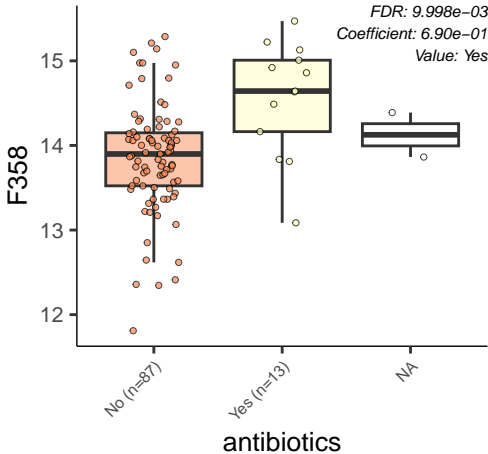 FDR: 9.998e−03
Coefficient: 6.90e−01
Value: Yes
15
14
13
12
F358
No (n=87)
Yes (n=13)
NA
antibiotics